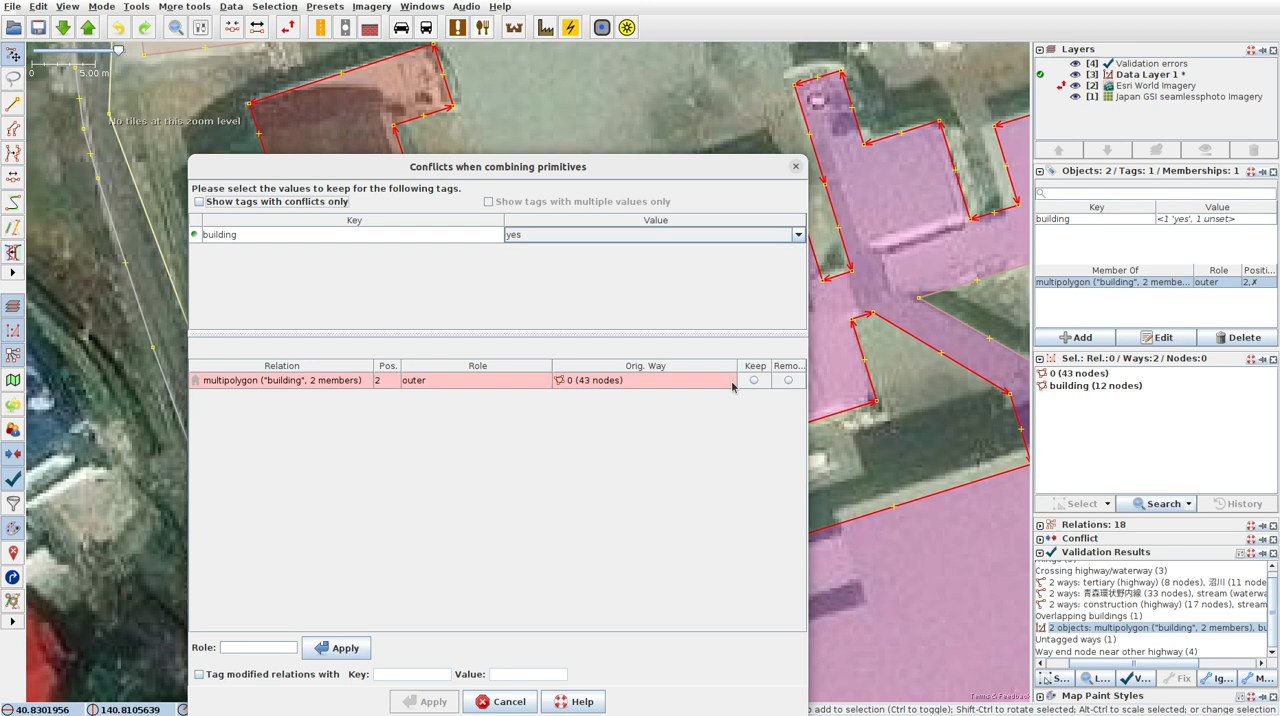 File Edit View Mode Tools More tools Data Selection Presets Imagery Windows Audio Help
0 5.00 m
No tiles at this zoom level
Conflicts when combining primitives
Please select the values to keep for the following tags.
Show tags with conflicts only Show tags with multiple values only
Key Value
building yes
Relation Pos. Role Orig. Way Keep Remo...
multipolygon ("building", 2 members) 2 outer 0 (43 nodes)
Role: Apply
Tag modified relations with Key: Value:
Apply Cancel Help
Layers
[4] Validation errors
[3] Data Layer 1 *
[2] Esri World Imagery
[1] Japan GSI seamlessphoto Imagery
Objects: 2 / Tags: 1 / Memberships: 1
Key Value
building <1 'yes', 1 unset>
Member Of Role Positi...
multipolygon ("building", 2 membe... outer 2,✗
Add Edit Delete
Sel.: Rel.:0 / Ways:2 / Nodes:0
0 (43 nodes)
building (12 nodes)
Select Search History
Relations: 18
Conflict
Validation Results
Crossing highway/waterway (3)
2 ways: tertiary (highway) (8 nodes), 沼川 (11 node
2 ways: 青森環状野内線 (33 nodes), stream (waterwa
2 ways: construction (highway) (17 nodes), stream
Overlapping buildings (1)
2 objects: multipolygon ("building", 2 members), bu
Untagged ways (1)
Way end node near other highway (4)
S... L... V... Fix Ig... M...
Map Paint Styles
Terms & Feedback
40.8301956 140.8105639 to add to selection (Ctrl to toggle); Shift-Ctrl to rotate selected; Alt-Ctrl to scale selected; or change selection